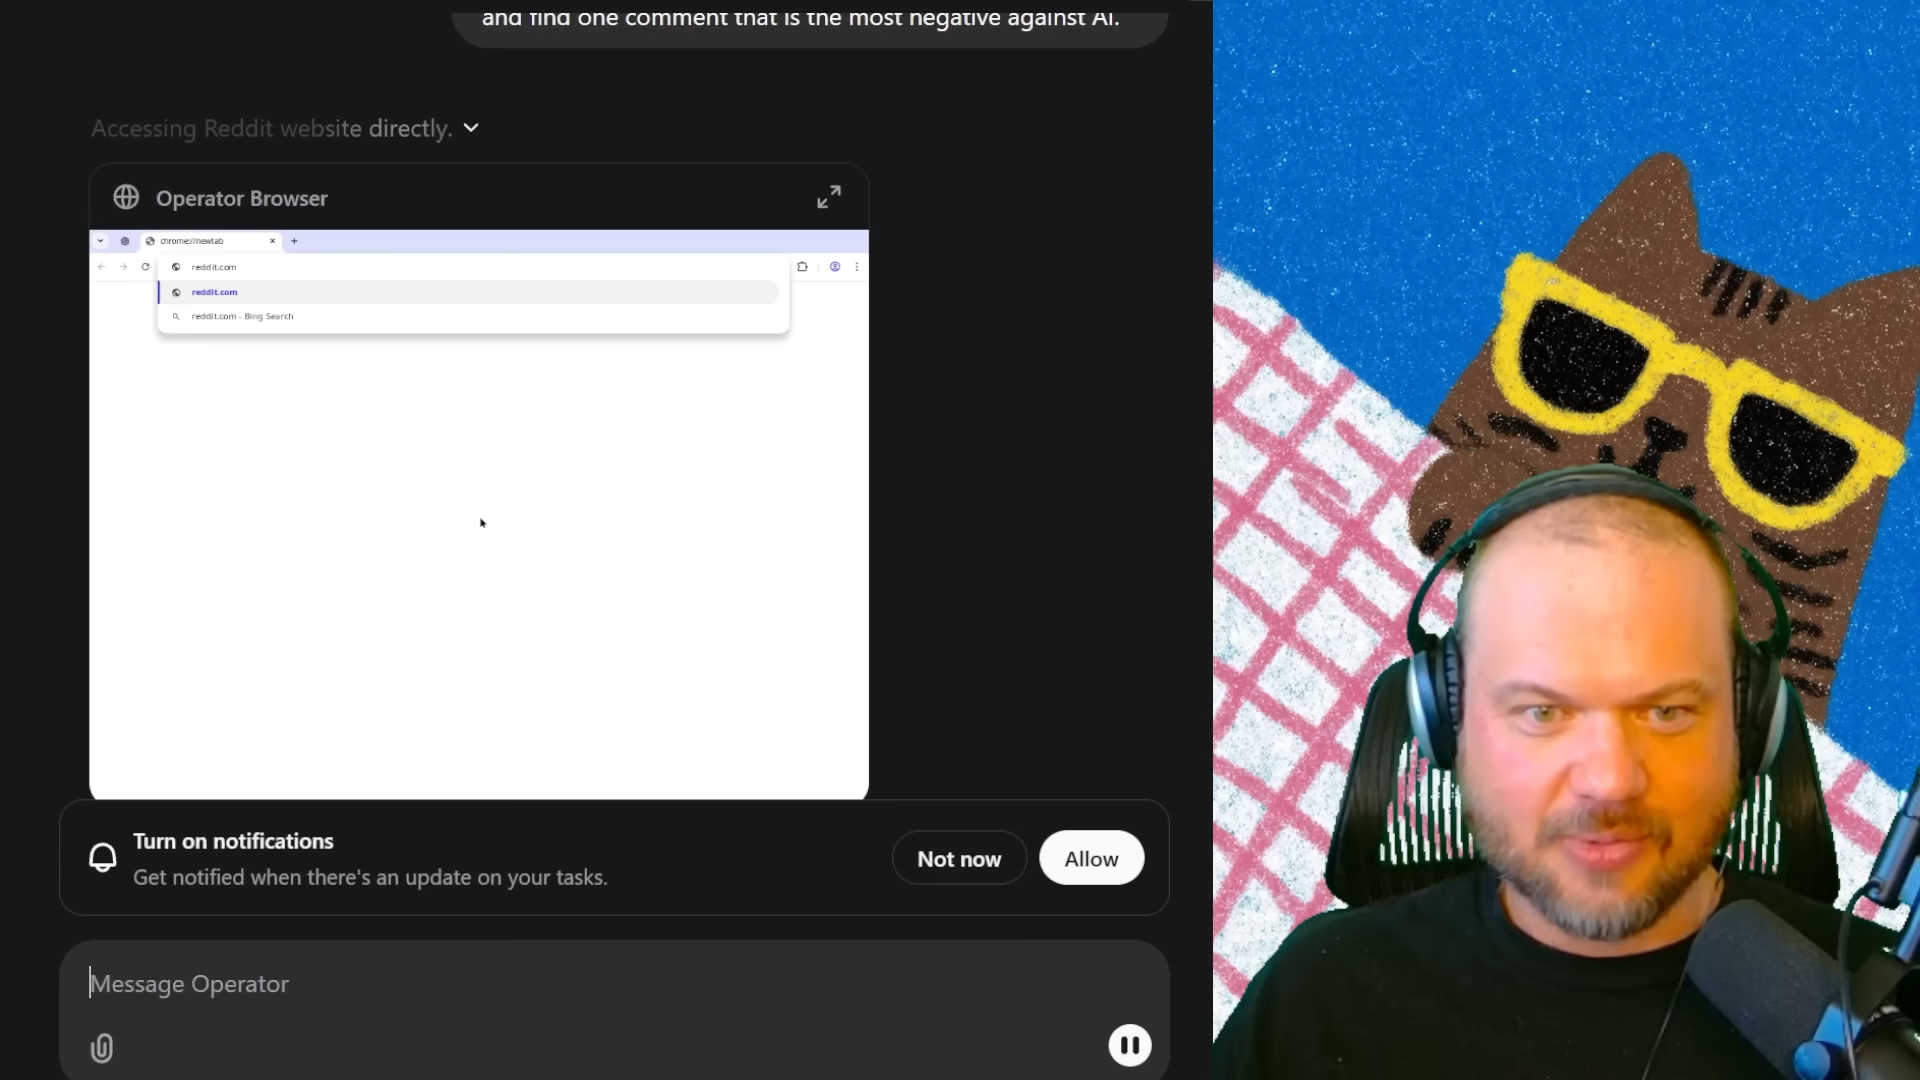 and find one comment that is the most negative against AI.
Accessing Reddit website directly.
Operator Browser
chrome://newtab
reddit.com
reddit.com
reddit.com - Bing Search
Turn on notifications
Get notified when there's an update on your tasks.
Not now
Allow
Message Operator